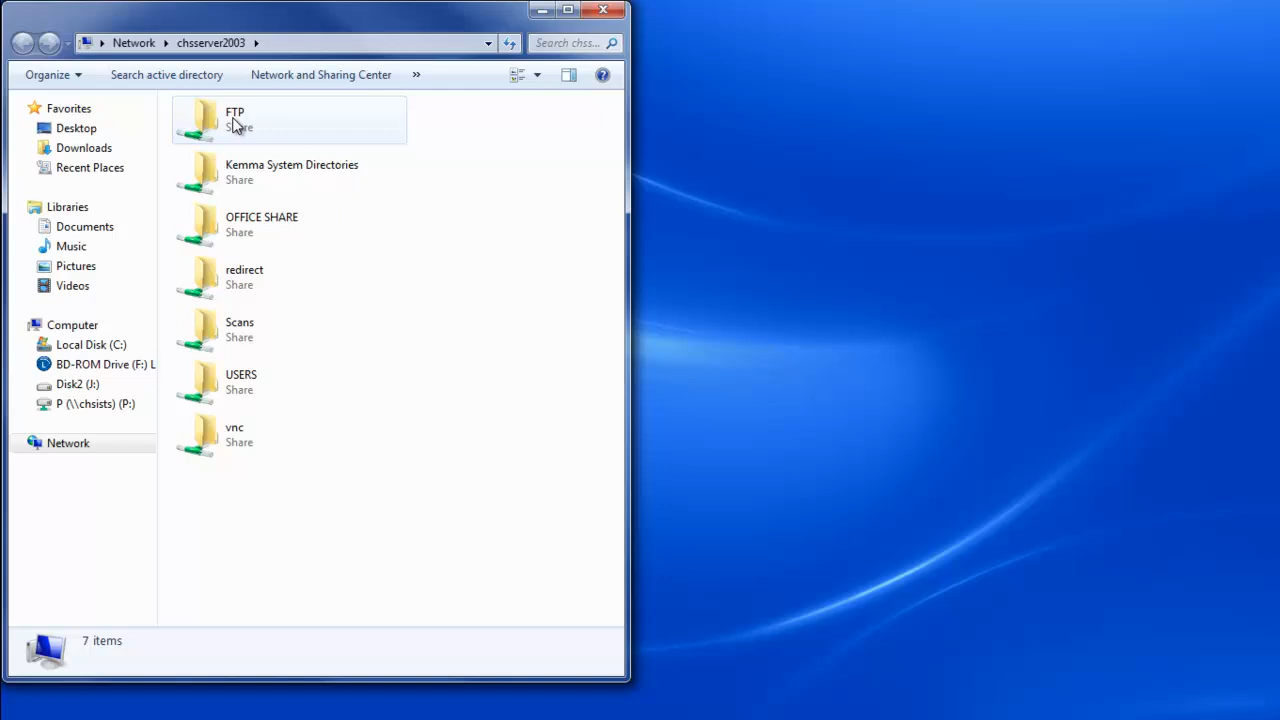 Network chsserver2003
Search chss...
Organize Search active directory Network and Sharing Center »
Favorites
Desktop
Downloads
Recent Places
Libraries
Documents
Music
Pictures
Videos
Computer
Local Disk (C:)
BD-ROM Drive (F:) L
Disk2 (J:)
P (\\chsists) (P:)
Network
FTP
Share
Kemma System Directories
Share
OFFICE SHARE
Share
redirect
Share
Scans
Share
USERS
Share
vnc
Share
7 items